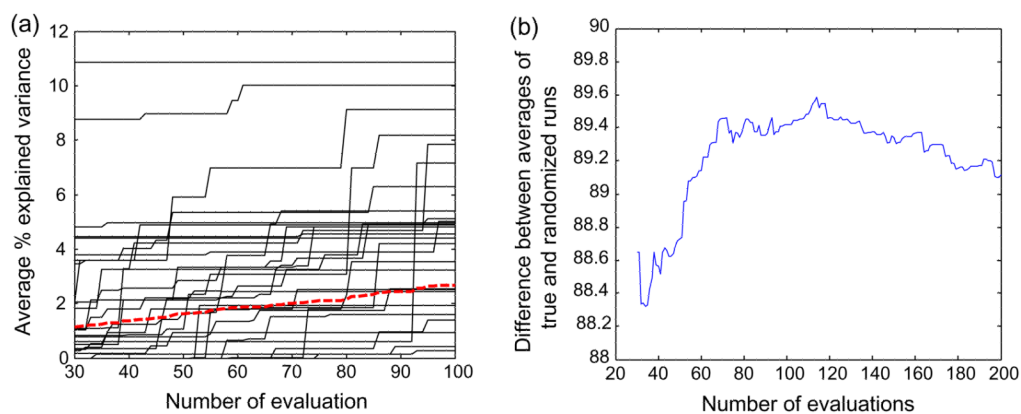 (a)
Average % explained variance
12
10
8
6
4
2
0
30 40 50 60 70 80 90 100
Number of evaluation
(b)
Difference between averages of
true and randomized runs
90
89.8
89.6
89.4
89.2
89
88.8
88.6
88.4
88.2
88
20 40 60 80 100 120 140 160 180 200
Number of evaluations